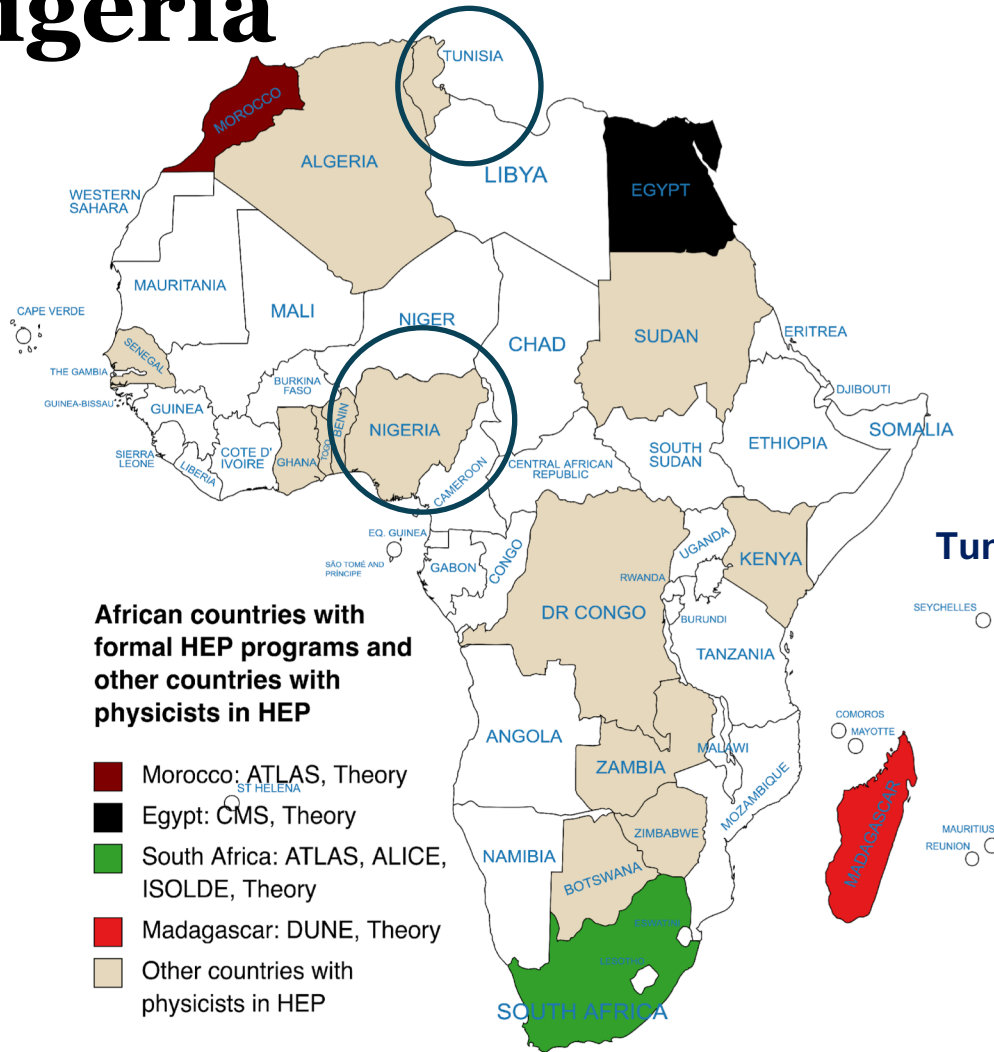 igeria
TUNISIA
MOROCCO
ALGERIA
LIBYA
EGYPT
WESTERN
SAHARA
MAURITANIA
MALI
NIGER
CHAD
SUDAN
ERITREA
CAPE VERDE
SENEGAL
THE GAMBIA
GUINEA-BISSAU
GUINEA
BURKINA
FASO
BENIN
NIGERIA
DJIBOUTI
SOMALIA
ETHIOPIA
SOUTH
SUDAN
SIERRA
LEONE
LIBERIA
COTE D'
IVOIRE
GHANA
TOGO
CAMEROON
CENTRAL AFRICAN
REPUBLIC
EQ. GUINEA
SÃO TOMÉ AND
PRÍNCIPE
GABON
CONGO
UGANDA
KENYA
RWANDA
DR CONGO
BURUNDI
TANZANIA
Tun
SEYCHELLES
African countries with
formal HEP programs and
other countries with
physicists in HEP
ANGOLA
ZAMBIA
MALAWI
MOZAMBIQUE
COMOROS
MAYOTTE
MADAGASCAR
MAURITIUS
REUNION
ZIMBABWE
NAMIBIA
BOTSWANA
ESWATINI
LESOTHO
SOUTH AFRICA
Morocco: ATLAS, Theory
ST HELENA
Egypt: CMS, Theory
South Africa: ATLAS, ALICE,
ISOLDE, Theory
Madagascar: DUNE, Theory
Other countries with
physicists in HEP